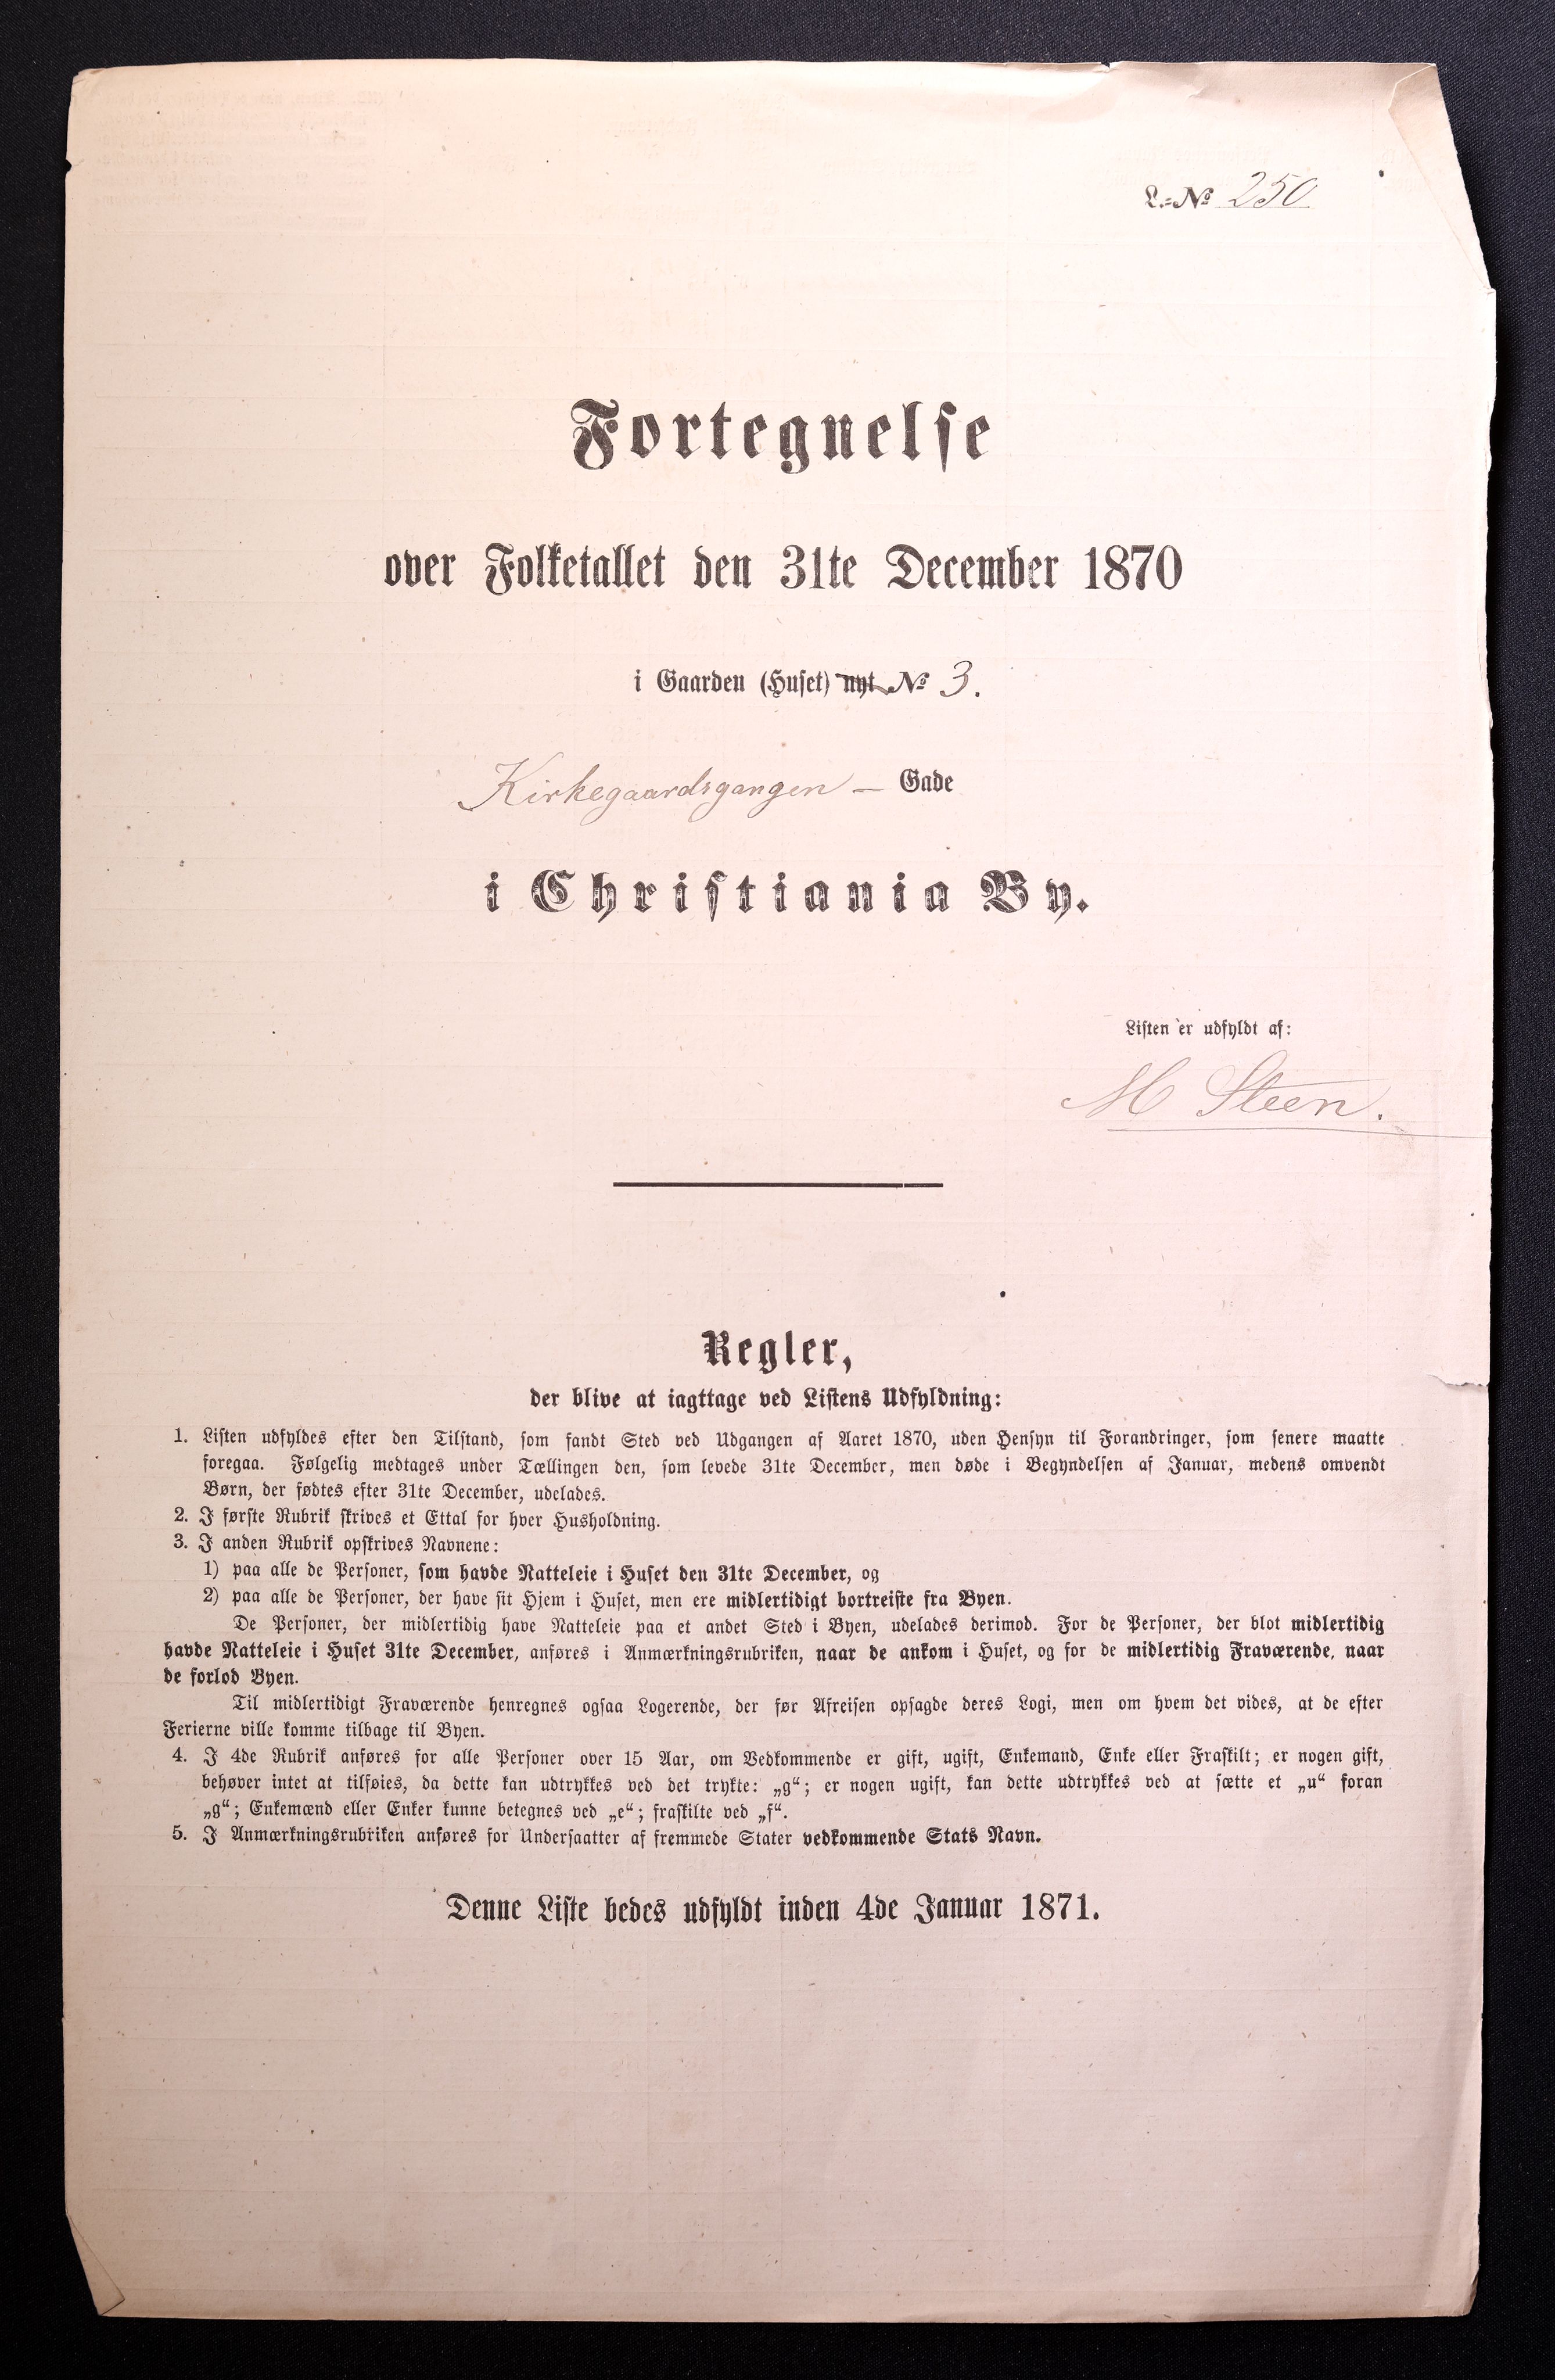 L.-№ 250
Fortegnelse
over Folketallet den 31te December 1870
i Gaarden (Huset) nyt № 3.
Kirkegaardsgangen — Gade
i Christiania By.
Listen er udfyldt af:
M Steen.
Regler,
der blive at iagttage ved Listens Udfyldning:
1. Listen udfyldes efter den Tilstand, som fandt Sted ved Udgangen af Aaret 1870, uden Hensyn til Forandringer, som senere maatte
foregaa. Følgelig medtages under Tællingen den, som levede 31te December, men døde i Begyndelsen af Januar, medens omvendt
Børn, der fødtes efter 31te December, udelades.
2. I første Rubrik skrives et Ettal for hver Husholdning.
3. I anden Rubrik opskrives Navnene:
1) paa alle de Personer, som havde Natteleie i Huset den 31te December, og
2) paa alle de Personer, der have sit Hjem i Huset, men ere midlertidigt bortreiste fra Byen.
De Personer, der midlertidig have Natteleie paa et andet Sted i Byen, udelades derimod. For de Personer, der blot midlertidig
havde Natteleie i Huset 31te December, anføres i Anmærkningsrubriken, naar de ankom i Huset, og for de midlertidig Fraværende, naar
de forlod Byen.
Til midlertidigt Fraværende henregnes ogsaa Logerende, der før Afreisen opsagde deres Logi, men om hvem det vides, at de efter
Ferierne ville komme tilbage til Byen.
4. I 4de Rubrik anføres for alle Personer over 15 Aar, om Vedkommende er gift, ugift, Enkemand, Enke eller Fraskilt; er nogen gift,
behøver intet at tilføies, da dette kan udtrykkes ved det trykte: „g“; er nogen ugift, kan dette udtrykkes ved at sætte et „u“ foran
„g“; Enkemænd eller Enker kunne betegnes ved „e“; fraskilte ved „f“.
5. I Anmærkningsrubriken anføres for Undersaatter af fremmede Stater vedkommende Stats Navn.
Denne Liste bedes udfyldt inden 4de Januar 1871.